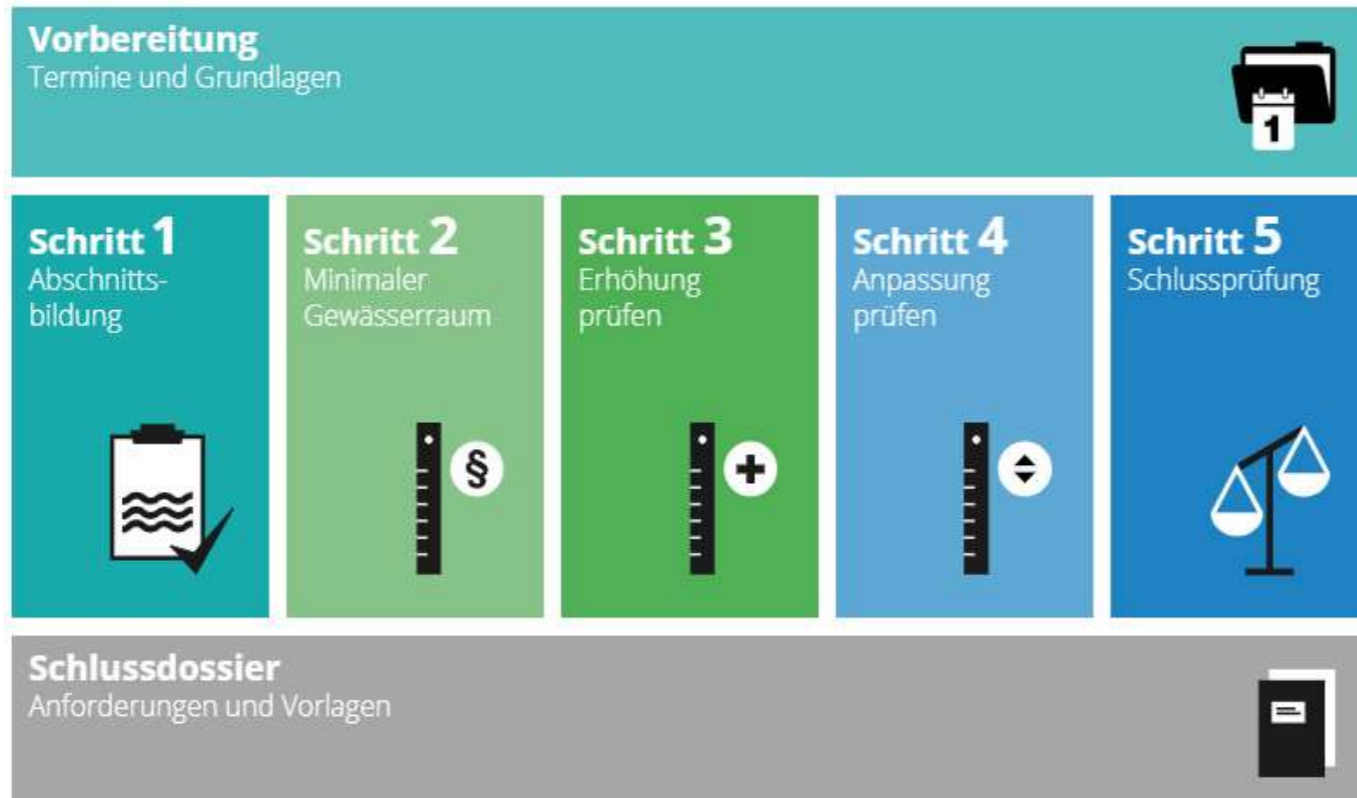 Vorbereitung
Termine und Grundlagen
1
Schritt 1
Abschnitts-
bildung
Schritt 2
Minimaler
Gewässerraum
§
Schritt 3
Erhöhung
prüfen
Schritt 4
Anpassung
prüfen
Schritt 5
Schlussprüfung
Schlussdossier
Anforderungen und Vorlagen